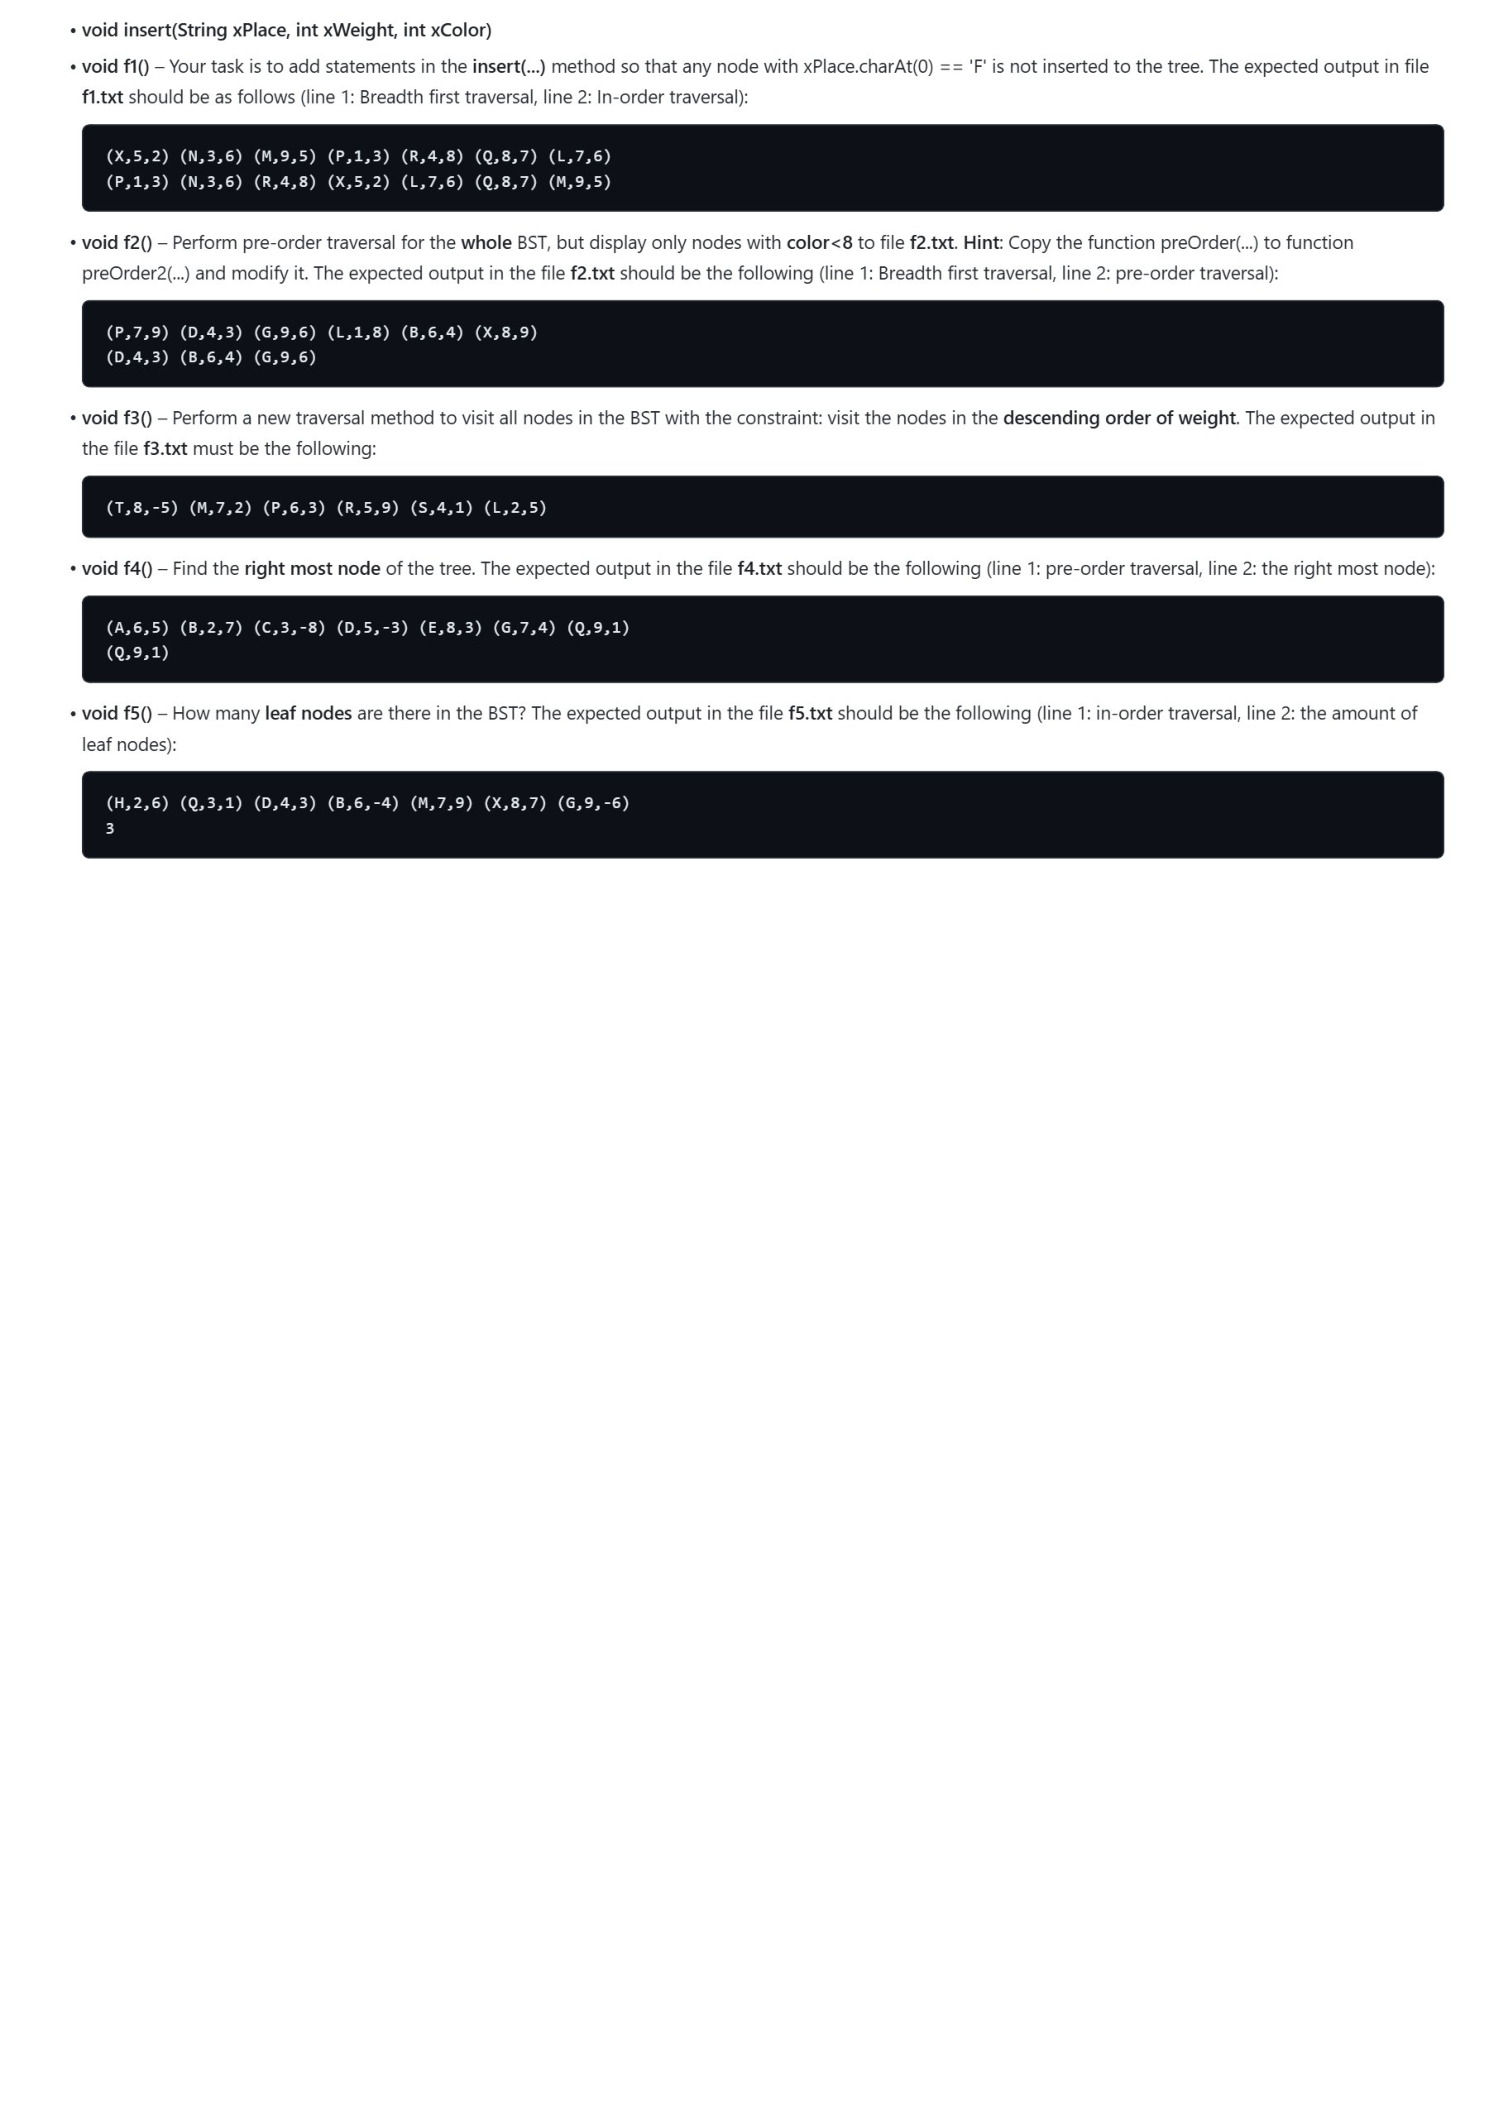 • void insert(String xPlace, int xWeight, int xColor)
• void f1() – Your task is to add statements in the insert(...) method so that any node with xPlace.charAt(0) == 'F' is not inserted to the tree. The expected output in file
f1.txt should be as follows (line 1: Breadth first traversal, line 2: In-order traversal):
(X,5,2) (N,3,6) (M,9,5) (P,1,3) (R,4,8) (Q,8,7) (L,7,6)
(P,1,3) (N,3,6) (R,4,8) (X,5,2) (L,7,6) (Q,8,7) (M,9,5)
• void f2() – Perform pre-order traversal for the whole BST, but display only nodes with color<8 to file f2.txt. Hint: Copy the function preOrder(...) to function
preOrder2(...) and modify it. The expected output in the file f2.txt should be the following (line 1: Breadth first traversal, line 2: pre-order traversal):
(P,7,9) (D,4,3) (G,9,6) (L,1,8) (B,6,4) (X,8,9)
(D,4,3) (B,6,4) (G,9,6)
• void f3() – Perform a new traversal method to visit all nodes in the BST with the constraint: visit the nodes in the descending order of weight. The expected output in
the file f3.txt must be the following:
(T,8,-5) (M,7,2) (P,6,3) (R,5,9) (S,4,1) (L,2,5)
• void f4() – Find the right most node of the tree. The expected output in the file f4.txt should be the following (line 1: pre-order traversal, line 2: the right most node):
(A,6,5) (B,2,7) (C,3,-8) (D,5,-3) (E,8,3) (G,7,4) (Q,9,1)
(Q,9,1)
• void f5() – How many leaf nodes are there in the BST? The expected output in the file f5.txt should be the following (line 1: in-order traversal, line 2: the amount of
leaf nodes):
(H,2,6) (Q,3,1) (D,4,3) (B,6,-4) (M,7,9) (X,8,7) (G,9,-6)
3